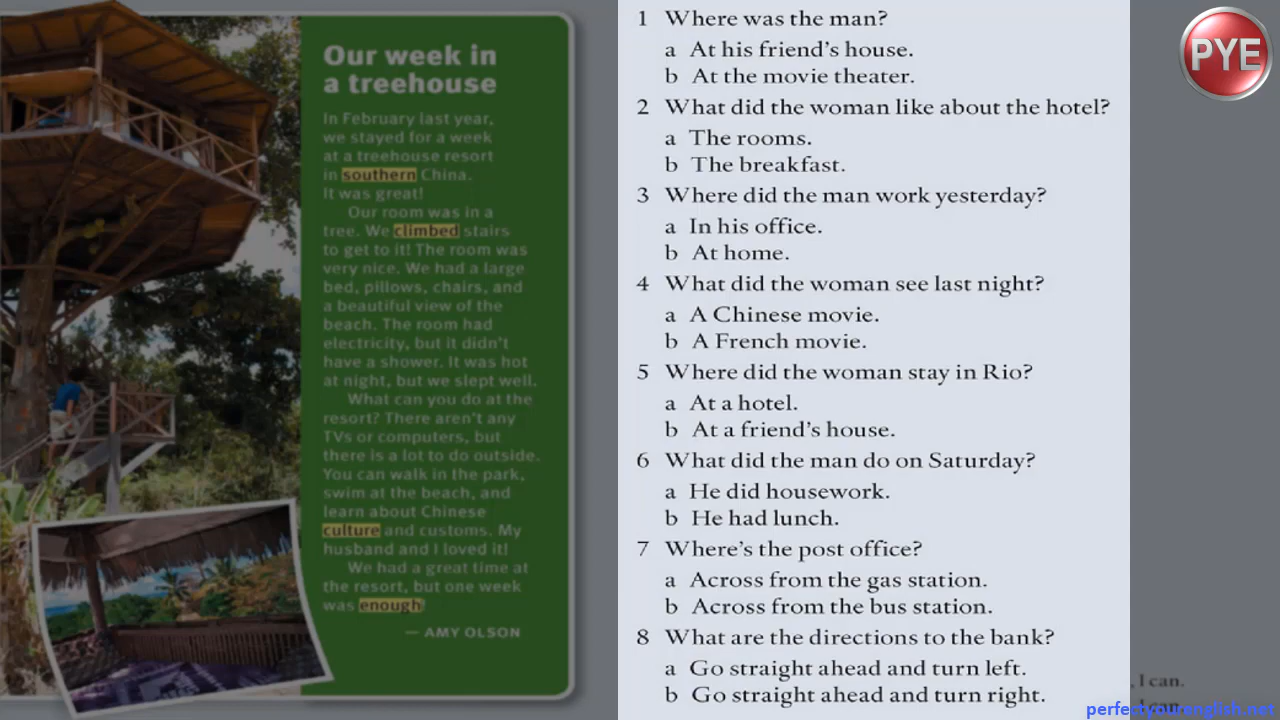 Our week in
a treehouse
In February last year,
we stayed for a week
at a treehouse resort
in southern China.
It was great!
Our room was in a
tree. We climbed stairs
to get to it! The room was
very nice. We had a large
bed, pillows, chairs, and
a beautiful view of the
beach. The room had
electricity, but it didn't
have a shower. It was hot
at night, but we slept well.
What can you do at the
resort? There aren't any
TVs or computers, but
there is a lot to do outside.
You can walk in the park,
swim at the beach, and
learn about Chinese
culture and customs. My
husband and I loved it!
We had a great time at
the resort, but one week
was enough!
— AMY OLSON
1 Where was the man?
a At his friend's house.
b At the movie theater.
2 What did the woman like about the hotel?
a The rooms.
b The breakfast.
3 Where did the man work yesterday?
a In his office.
b At home.
4 What did the woman see last night?
a A Chinese movie.
b A French movie.
5 Where did the woman stay in Rio?
a At a hotel.
b At a friend's house.
6 What did the man do on Saturday?
a He did housework.
b He had lunch.
7 Where's the post office?
a Across from the gas station.
b Across from the bus station.
8 What are the directions to the bank?
a Go straight ahead and turn left.
b Go straight ahead and turn right.
PYE
, I can.
I can
perfectyourenglish.net